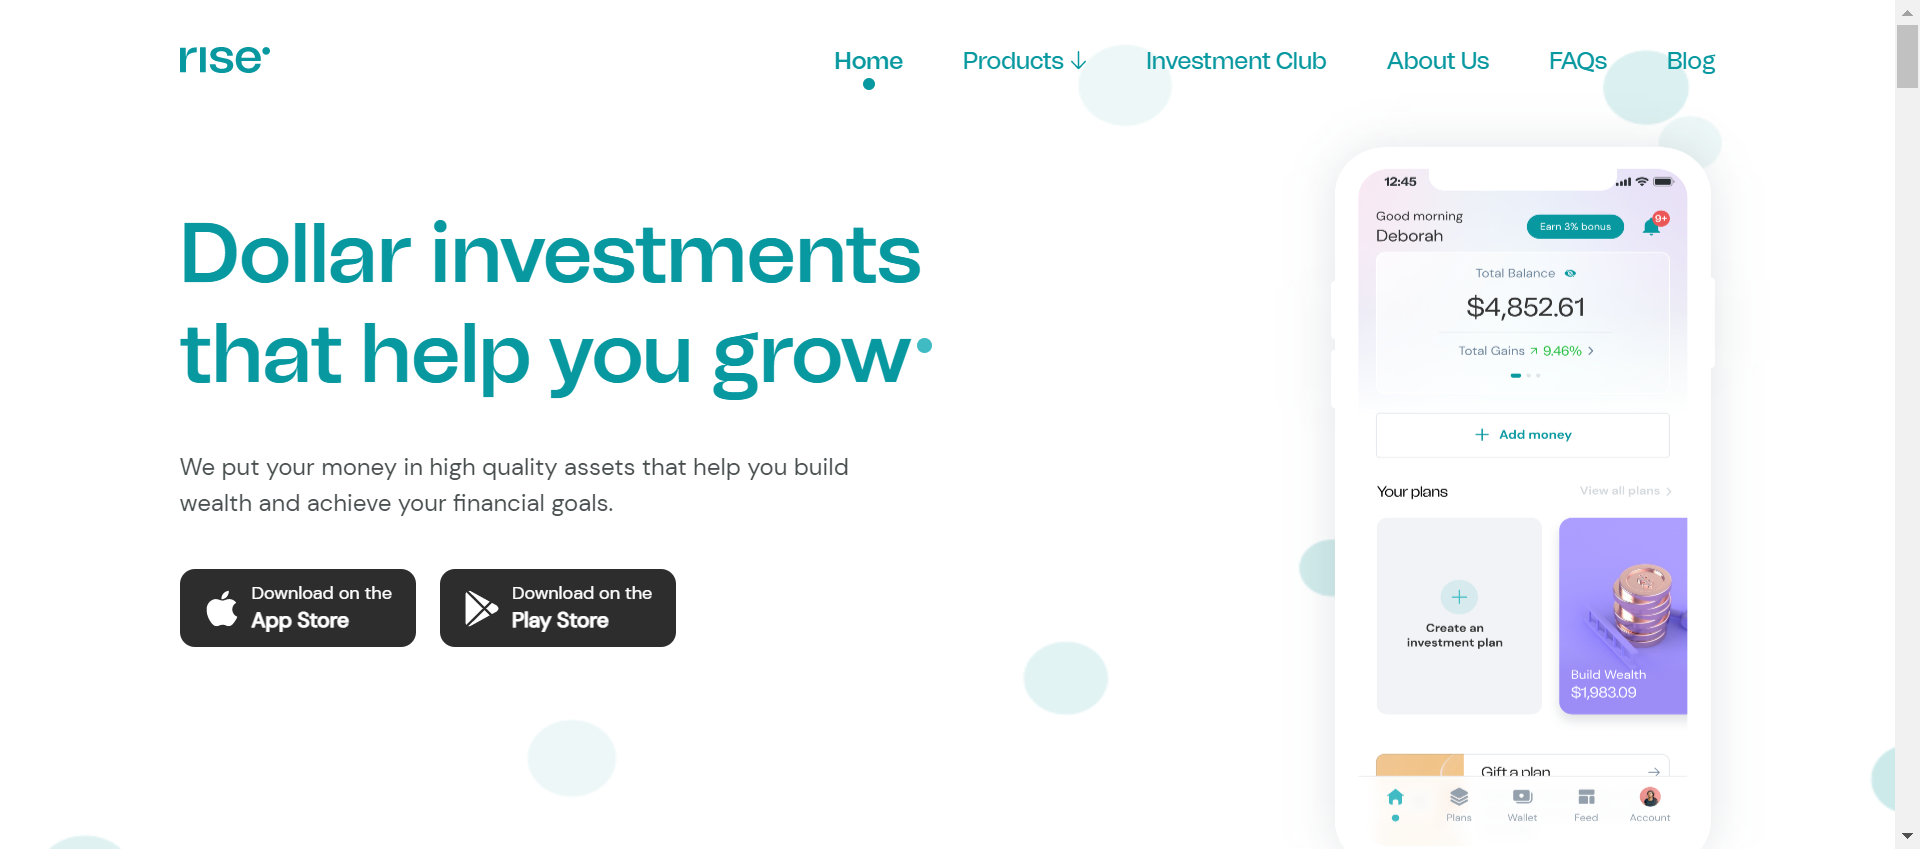 rise
Home
Products ↓
Investment Club
About Us
FAQs
Blog
Dollar investments
that help you grow
We put your money in high quality assets that help you build
wealth and achieve your financial goals.
Download on the
App Store
Download on the
Play Store
12:45
Good morning
Deborah
Earn 3% bonus
9+
Total Balance
$4,852.61
Total Gains 9.46%
+ Add money
Your plans
View all plans
Create an
investment plan
Build Wealth
$1,983.09
Gift a plan
Plans
Wallet
Feed
Account